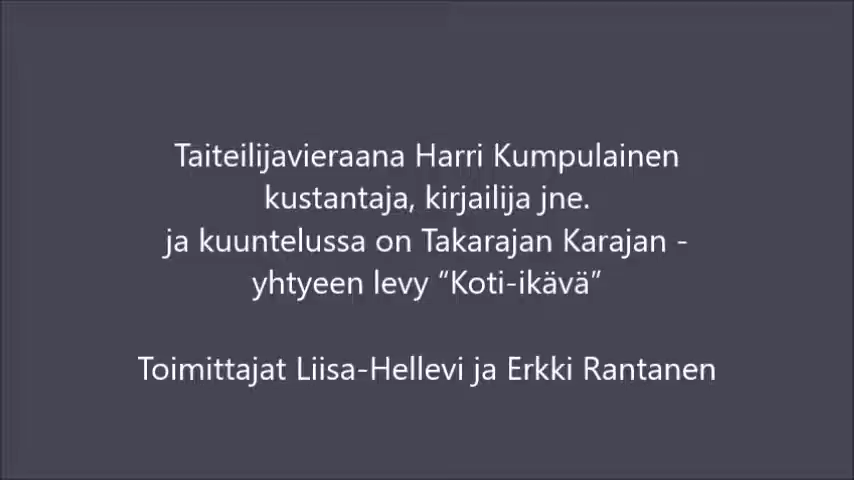 Taiteilijavieraana Harri Kumpulainen
kustantaja, kirjailija jne.
ja kuuntelussa on Takarajan Karajan -
yhtyeen levy “Koti-ikävä”
Toimittajat Liisa-Hellevi ja Erkki Rantanen